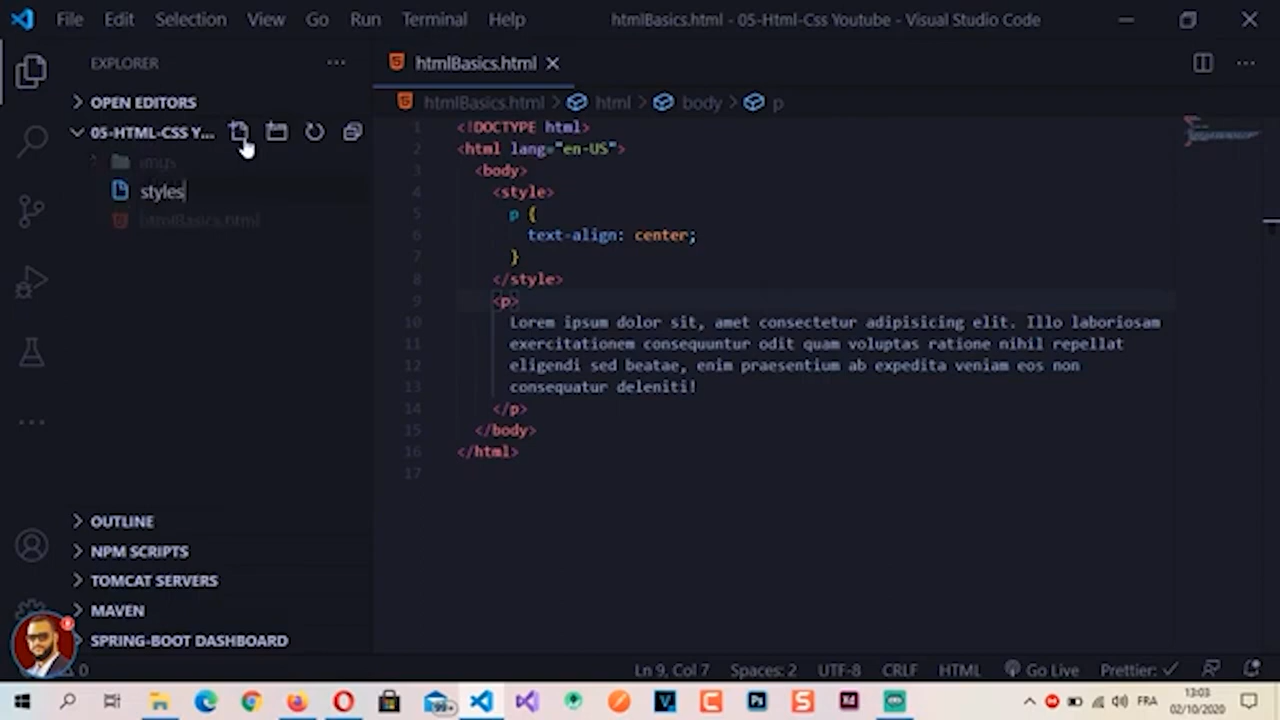 File Edit Selection View Go Run Terminal Help htmlBasics.html - 05-Html-Css Youtube - Visual Studio Code
EXPLORER
htmlBasics.html
OPEN EDITORS
htmlBasics.html > html > body > p
05-HTML-CSS Y...
imgs
styles
htmlBasics.html
1 <!DOCTYPE html>
2 <html lang="en-US">
3 <body>
4 <style>
5 p {
6 text-align: center;
7 }
8 </style>
9 <p>
10 Lorem ipsum dolor sit, amet consectetur adipisicing elit. Illo laboriosam
11 exercitationem consequuntur odit quam voluptas ratione nihil repellat
12 eligendi sed beatae, enim praesentium ab expedita veniam eos non
13 consequatur deleniti!
14 </p>
15 </body>
16 </html>
17
OUTLINE
NPM SCRIPTS
TOMCAT SERVERS
MAVEN
SPRING-BOOT DASHBOARD
0 Ln 9, Col 7 Spaces: 2 UTF-8 CRLF HTML Go Live Prettier: ✓
99+ FRA 13:03
02/10/2020